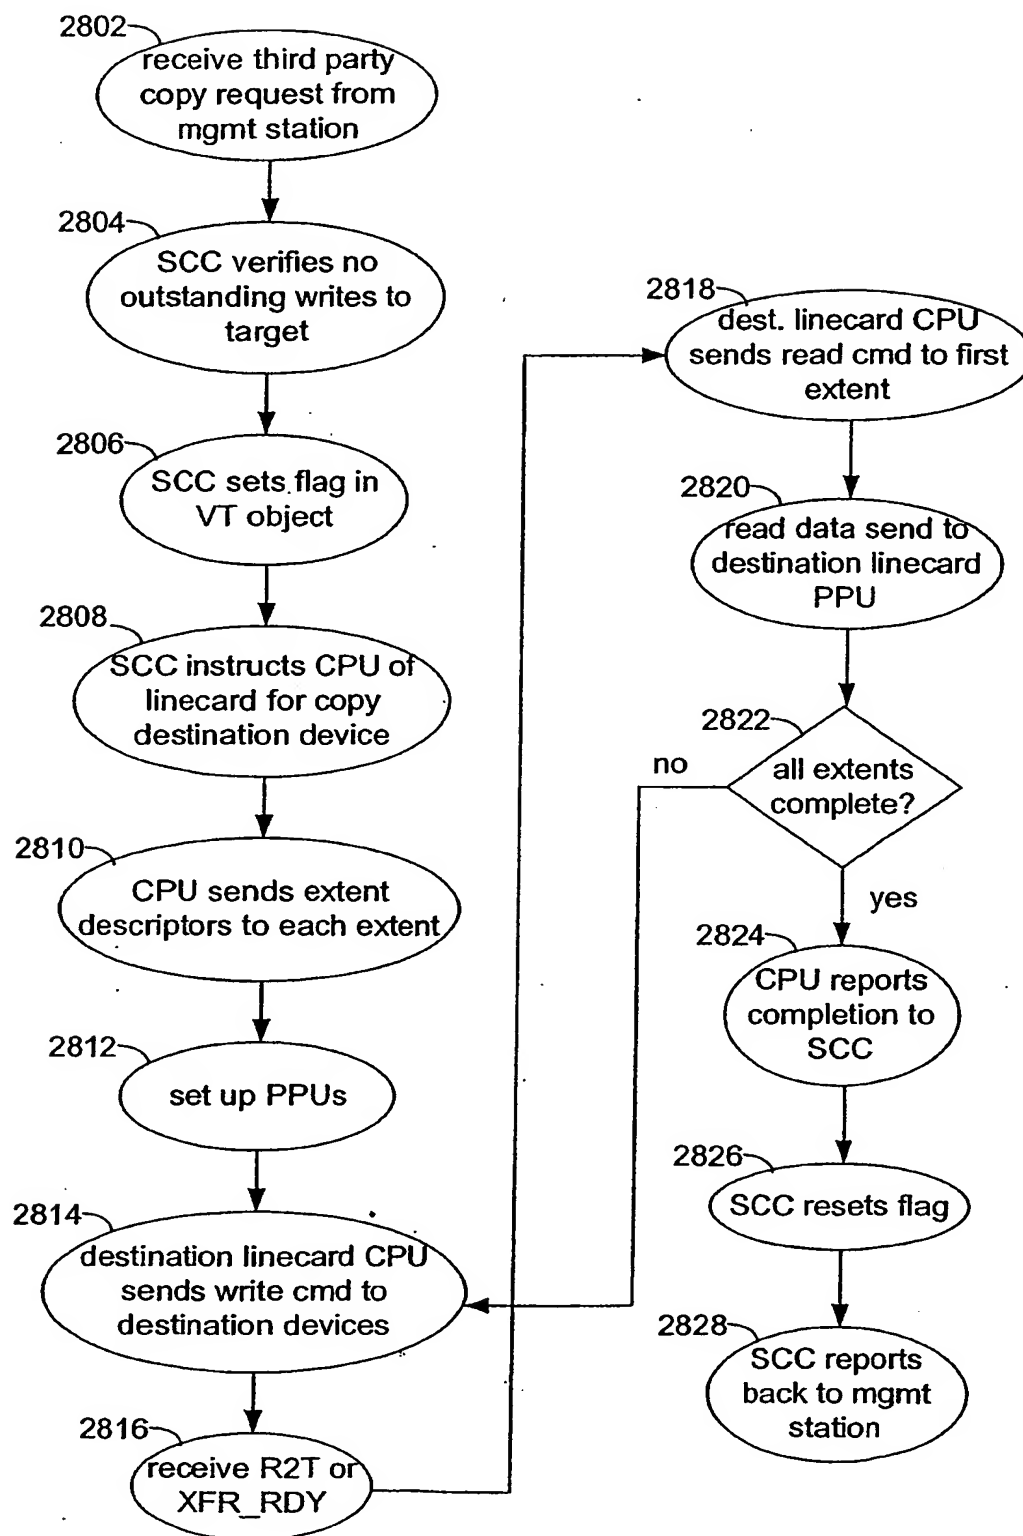 2802
receive third party
copy request from
mgmt station
2804
SCC verifies no
outstanding writes to
target
2806
SCC sets flag in
VT object
2808
SCC instructs CPU of
linecard for copy
destination device
2810
CPU sends extent
descriptors to each extent
2812
set up PPUs
2814
destination linecard CPU
sends write cmd to
destination devices
2816
receive R2T or
XFR_RDY
2818
dest. linecard CPU
sends read cmd to first
extent
2820
read data send to
destination linecard
PPU
2822
all extents
complete?
no
yes
2824
CPU reports
completion to
SCC
2826
SCC resets flag
2828
SCC reports
back to mgmt
station